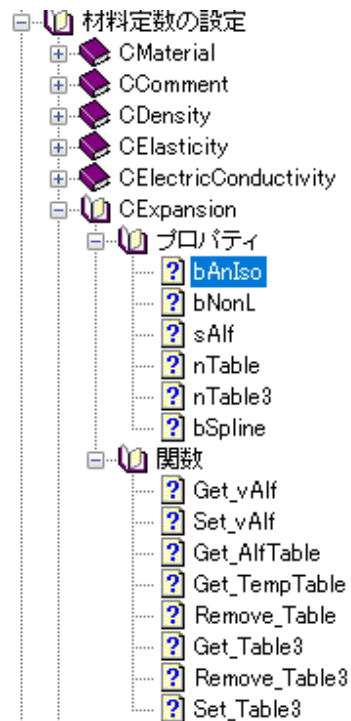 材料定数の設定
CMaterial
CComment
CDensity
CElasticity
CElectricConductivity
CExpansion
プロパティ
bAnIso
bNonL
sAlf
nTable
nTable3
bSpline
関数
Get_vAlf
Set_vAlf
Get_AlfTable
Get_TempTable
Remove_Table
Get_Table3
Remove_Table3
Set_Table3